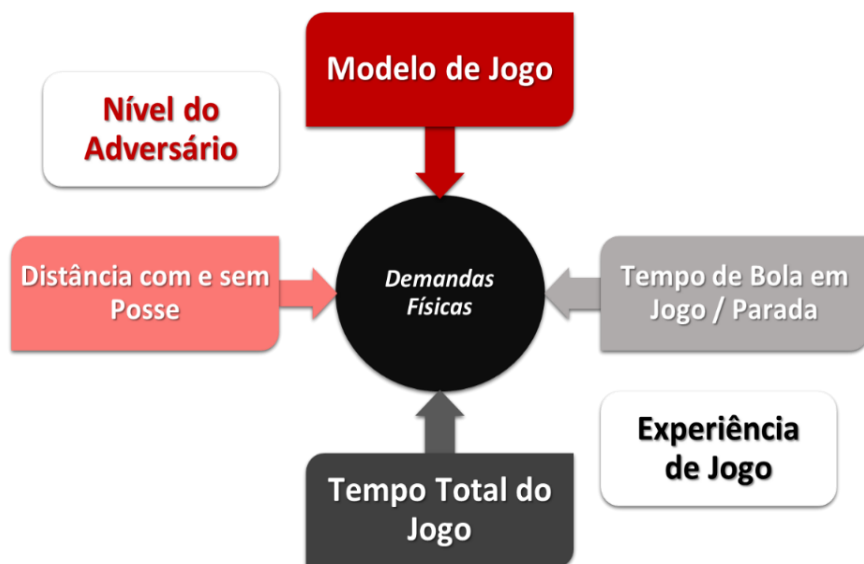 Modelo de Jogo
Nível do
Adversário
Distância com e sem
Posse
Demandas
Físicas
Tempo de Bola em
Jogo / Parada
Experiência
de Jogo
Tempo Total do
Jogo